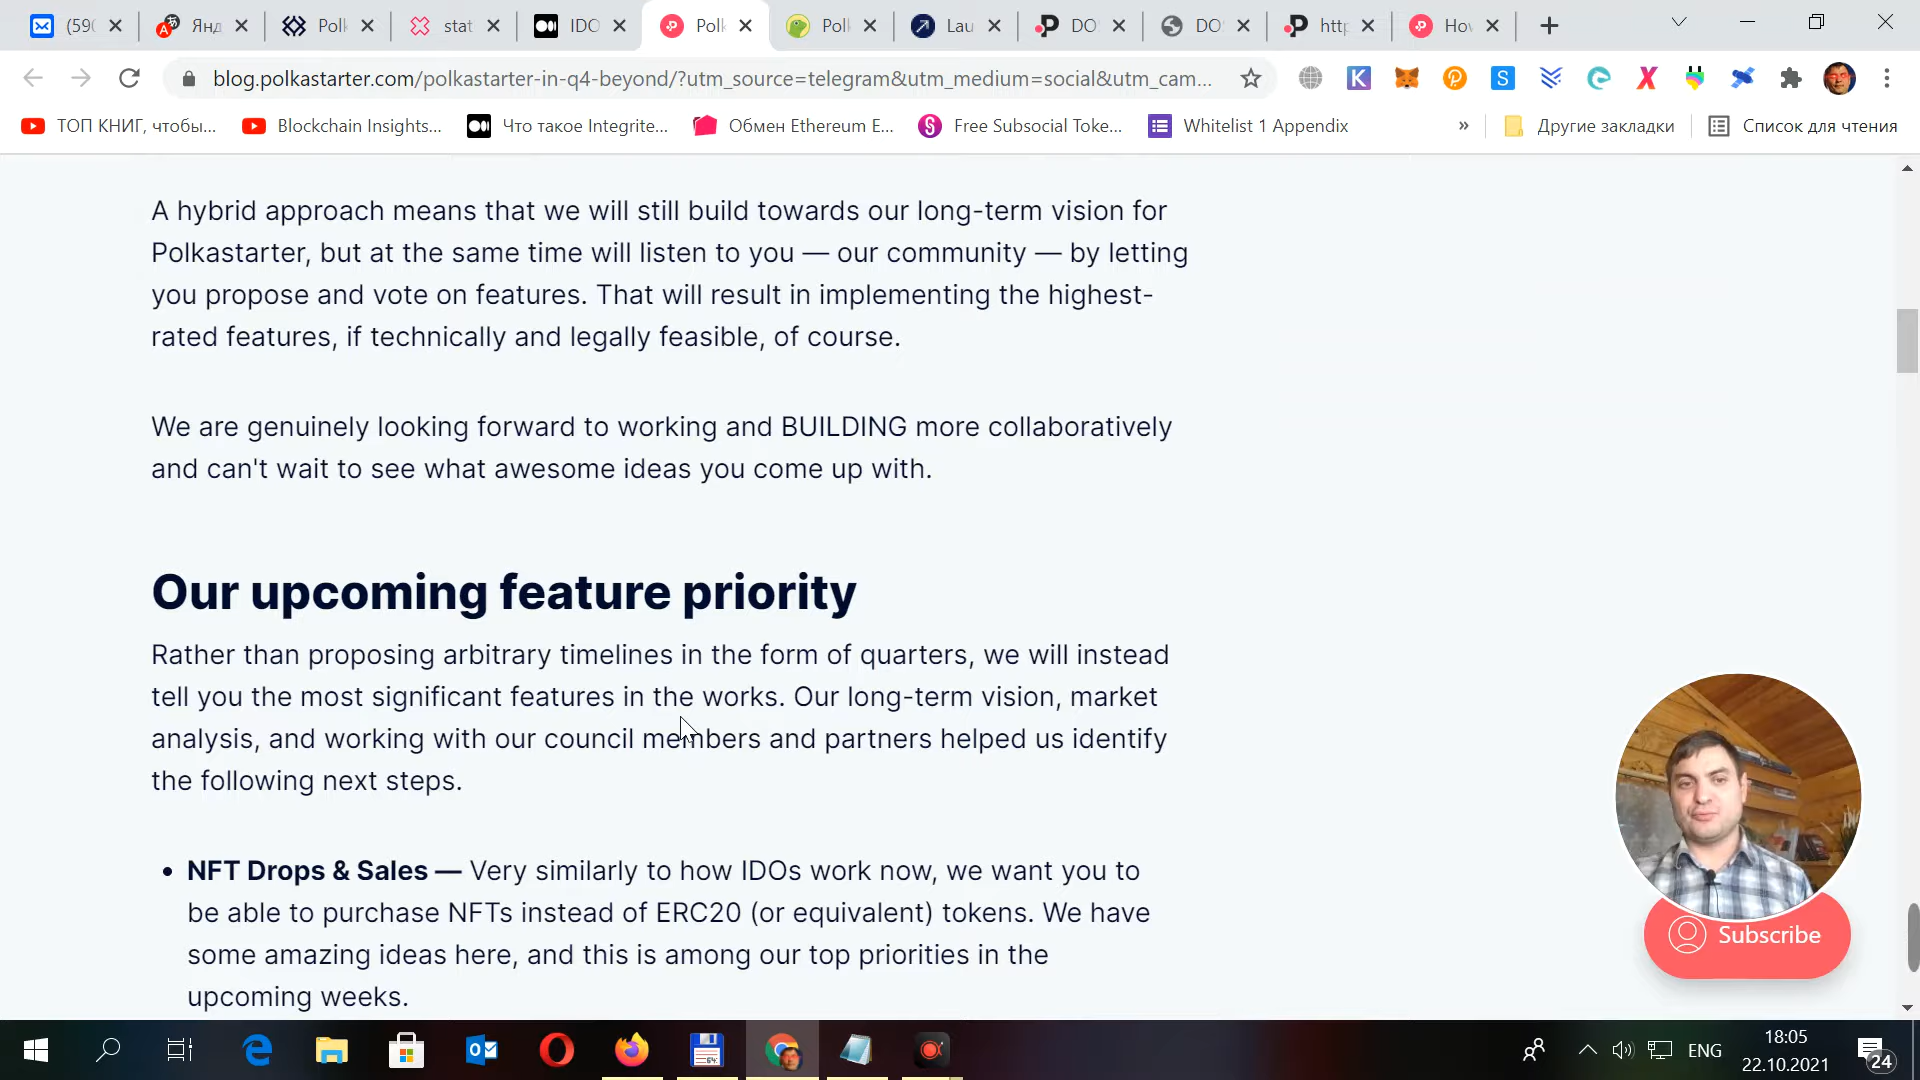 (590
Янд
Polk
stat
IDO
Polk
Polk
Lau
DO
DO
http
Hov
blog.polkastarter.com/polkastarter-in-q4-beyond/?utm_source=telegram&utm_medium=social&utm_cam...
ТОП КНИГ, чтобы...
Blockchain Insights...
Что такое Integrite...
Обмен Ethereum E...
Free Subsocial Toke...
Whitelist 1 Appendix
»
Другие закладки
Список для чтения
A hybrid approach means that we will still build towards our long-term vision for
Polkastarter, but at the same time will listen to you — our community — by letting
you propose and vote on features. That will result in implementing the highest-
rated features, if technically and legally feasible, of course.
We are genuinely looking forward to working and BUILDING more collaboratively
and can't wait to see what awesome ideas you come up with.
Our upcoming feature priority
Rather than proposing arbitrary timelines in the form of quarters, we will instead
tell you the most significant features in the works. Our long-term vision, market
analysis, and working with our council members and partners helped us identify
the following next steps.
• NFT Drops & Sales — Very similarly to how IDOs work now, we want you to
be able to purchase NFTs instead of ERC20 (or equivalent) tokens. We have
some amazing ideas here, and this is among our top priorities in the
upcoming weeks.
Subscribe
ENG
18:05
22.10.2021
24